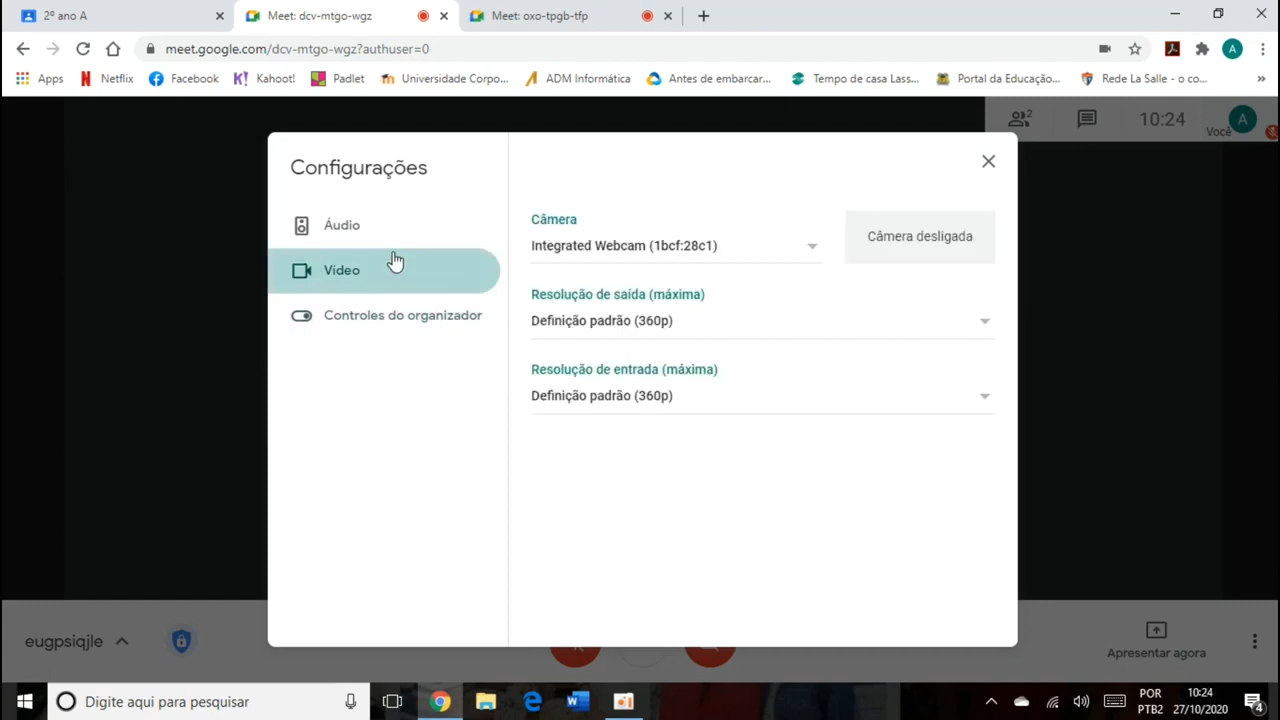 2º ano A
Meet: dcv-mtgo-wgz
Meet: oxo-tpgb-tfp
meet.google.com/dcv-mtgo-wgz?authuser=0
A
Apps
Netflix
Facebook
Kahoot!
Padlet
Universidade Corpo...
ADM Informática
Antes de embarcar...
Tempo de casa Lass...
Portal da Educação...
Rede La Salle - o co...
2
10:24
Você
A
Configurações
Áudio
Vídeo
Controles do organizador
Câmera
Integrated Webcam (1bcf:28c1)
Câmera desligada
Resolução de saída (máxima)
Definição padrão (360p)
Resolução de entrada (máxima)
Definição padrão (360p)
eugpsiqjle
Apresentar agora
Digite aqui para pesquisar
POR
PTB2
10:24
27/10/2020
4